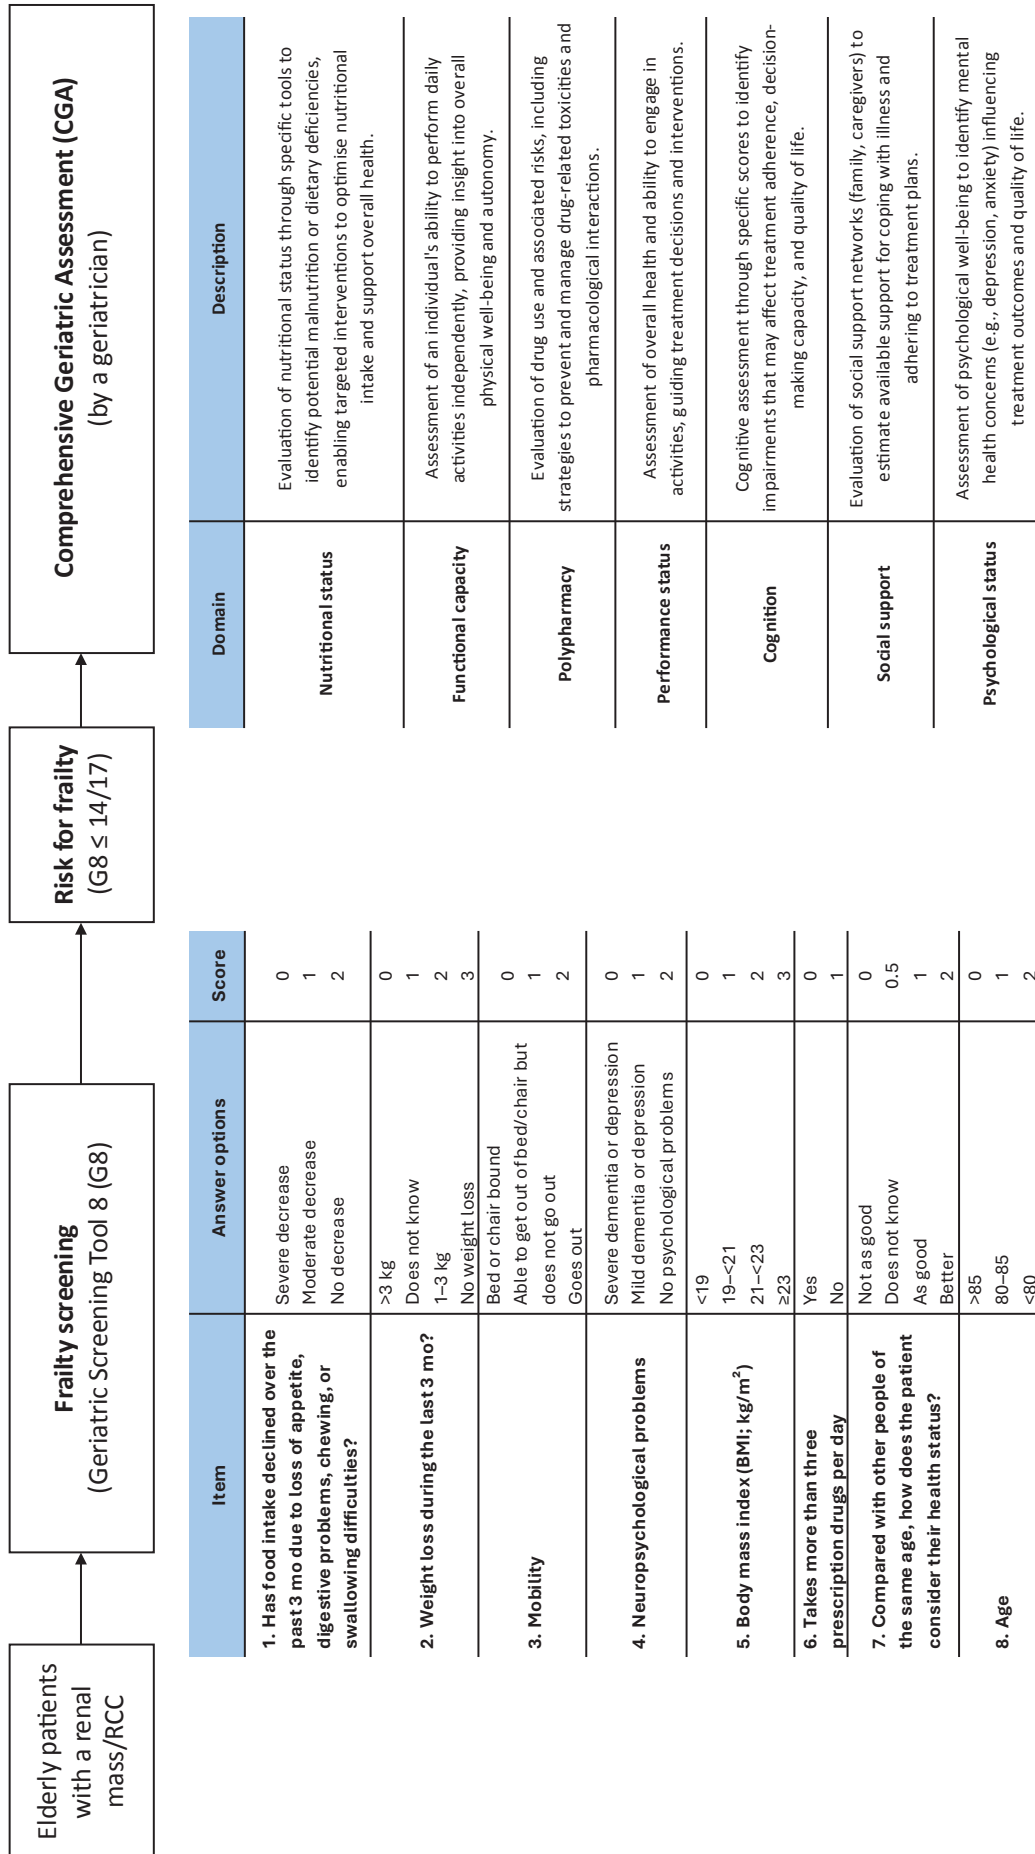 Elderly patients
with a renal
mass/RCC
Frailty screening
(Geriatric Screening Tool 8 (G8)
Risk for frailty
(G8 ≤ 14/17)
Comprehensive Geriatric Assessment (CGA)
(by a geriatrician)
Item
Answer options
Score
1. Has food intake declined over the
past 3 mo due to loss of appetite,
digestive problems, chewing, or
swallowing difficulties?
Severe decrease 0
Moderate decrease 1
No decrease 2
2. Weight loss during the last 3 mo?
>3 kg 0
Does not know 1
1–3 kg 2
No weight loss 3
3. Mobility
Bed or chair bound 0
Able to get out of bed/chair but 1
does not go out
Goes out 2
4. Neuropsychological problems
Severe dementia or depression 0
Mild dementia or depression 1
No psychological problems 2
5. Body mass index (BMI; kg/m²)
<19 0
19–<21 1
21–<23 2
≥23 3
6. Takes more than three
prescription drugs per day
Yes 0
No 1
7. Compared with other people of
the same age, how does the patient
consider their health status?
Not as good 0
Does not know 0.5
As good 1
Better 2
8. Age
>85 0
80–85 1
<80 2
Domain
Description
Nutritional status
Evaluation of nutritional status through specific tools to
identify potential malnutrition or dietary deficiencies,
enabling targeted interventions to optimise nutritional
intake and support overall health.
Functional capacity
Assessment of an individual's ability to perform daily
activities independently, providing insight into overall
physical well-being and autonomy.
Polypharmacy
Evaluation of drug use and associated risks, including
strategies to prevent and manage drug-related toxicities and
pharmacological interactions.
Performance status
Assessment of overall health and ability to engage in
activities, guiding treatment decisions and interventions.
Cognition
Cognitive assessment through specific scores to identify
impairments that may affect treatment adherence, decision-
making capacity, and quality of life.
Social support
Evaluation of social support networks (family, caregivers) to
estimate available support for coping with illness and
adhering to treatment plans.
Psychological status
Assessment of psychological well-being to identify mental
health concerns (e.g., depression, anxiety) influencing
treatment outcomes and quality of life.